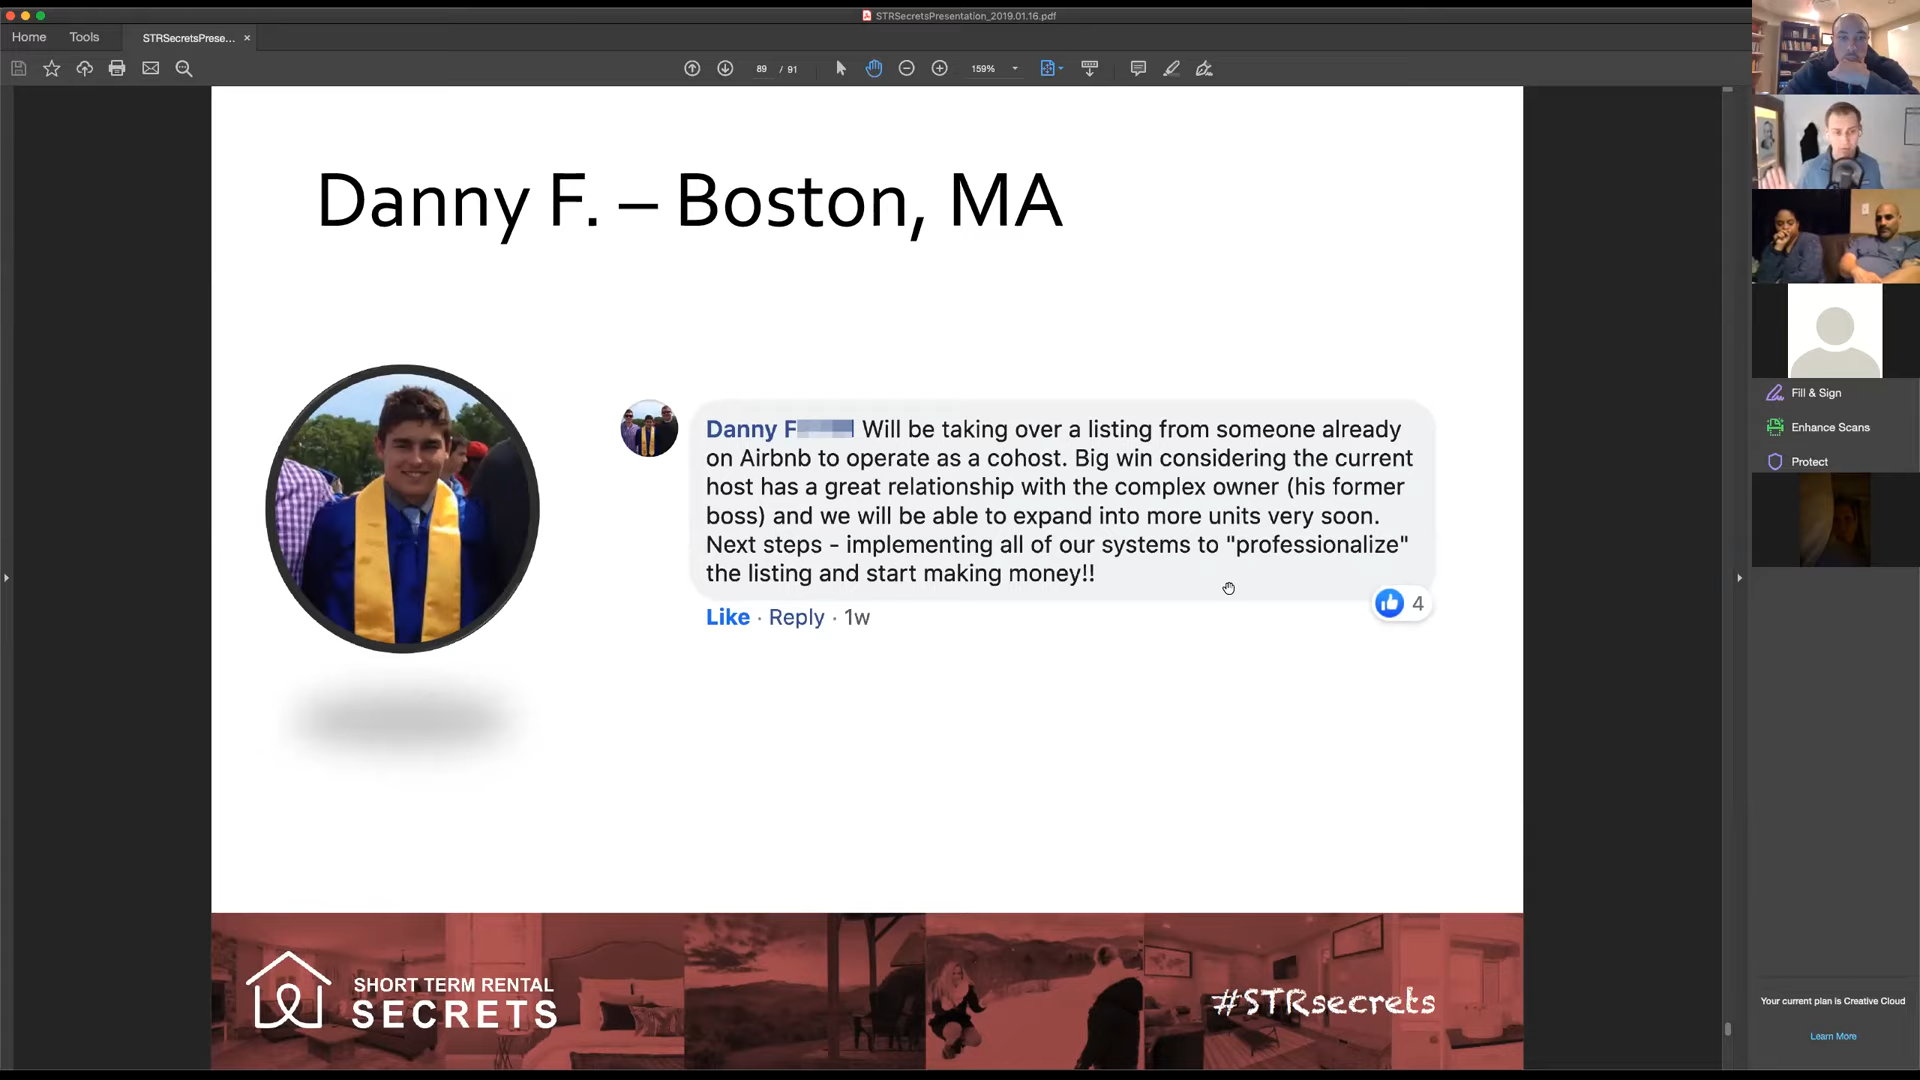 STRSecretsPresentation_2019.01.16.pdf
Home Tools STRSecretsPrese... ×
89 / 91 159%
Danny F. – Boston, MA
Danny F Will be taking over a listing from someone already
on Airbnb to operate as a cohost. Big win considering the current
host has a great relationship with the complex owner (his former
boss) and we will be able to expand into more units very soon.
Next steps - implementing all of our systems to "professionalize"
the listing and start making money!!
4
Like · Reply · 1w
SHORT TERM RENTAL
SECRETS
#STRsecrets
Fill & Sign
Enhance Scans
Protect
Your current plan is Creative Cloud
Learn More